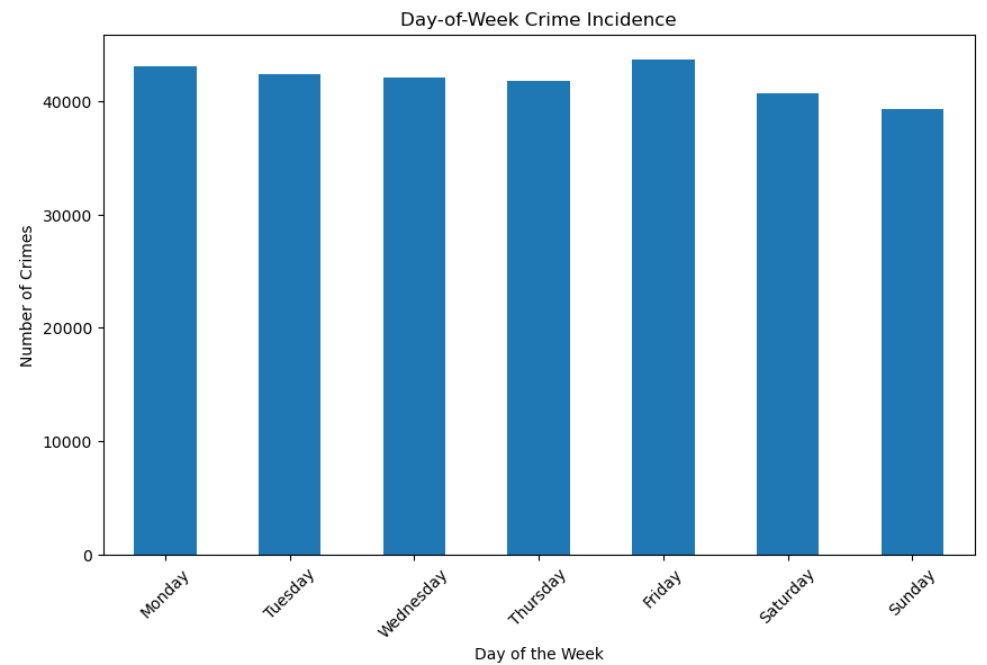 Day-of-Week Crime Incidence
Number of Crimes
40000
30000
20000
10000
0
Monday
Tuesday
Wednesday
Thursday
Friday
Saturday
Sunday
Day of the Week